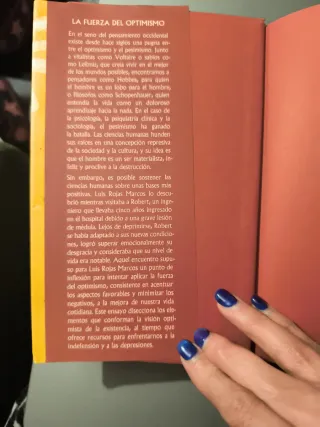 LA FUERZA DEL OPTIMISMO
En el seno del pensamiento occidental
existe desde hace siglos una pugna en-
tre el optimismo y el pesimismo. Junto
a vitalistas como Voltaire o sabios co-
mo Leibniz, que creía vivir en el mejor
de los mundos posibles, encontramos a
pensadores como Hobbes, para quien
el hombre es un lobo para el hombre,
o filósofos como Schopenhauer, quien
entendía la vida como un doloroso
aprendizaje hacia la nada. En el caso de
la psicología, la psiquiatría clínica y la
sociología, el pesimismo ha ganado
la batalla. Las ciencias humanas hunden
sus raíces en una concepción represiva
de la sociedad y la cultura, y su idea es
que el hombre es un ser materialista, in-
feliz y proclive a la destrucción.
Sin embargo, es posible sostener las
ciencias humanas sobre unas bases más
positivas. Luis Rojas Marcos lo descu-
brió mientras visitaba a Robert, un inge-
niero que llevaba cinco años ingresado
en el hospital debido a una grave lesión
de médula. Lejos de deprimirse, Robert
se había adaptado a sus nuevas condicio-
nes, logró superar emocionalmente su
desgracia y consideraba que su nivel de
vida era notable. Aquel encuentro supu-
so para Luis Rojas Marcos un punto de
inflexión para intentar aplicar la fuerza
del optimismo, consistente en acentuar
los aspectos favorables y minimizar los
negativos, a la mejora de nuestra vida
cotidiana. Este ensayo disecciona los ele-
mentos que conforman la visión opti-
mista de la existencia, al tiempo que
ofrece recursos para enfrentarnos a la
indefensión y a las depresiones.